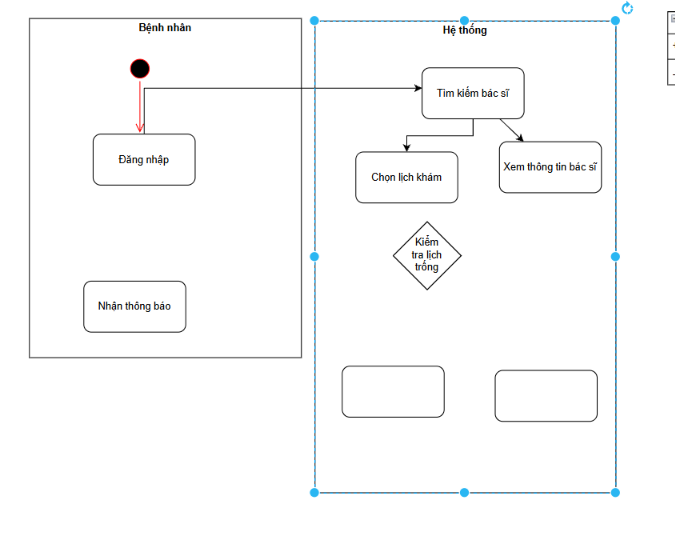 Bệnh nhân
Hệ thống
Tìm kiếm bác sĩ
Đăng nhập
Chọn lịch khám
Xem thông tin bác sĩ
Kiểm
tra lịch
trống
Nhận thông báo